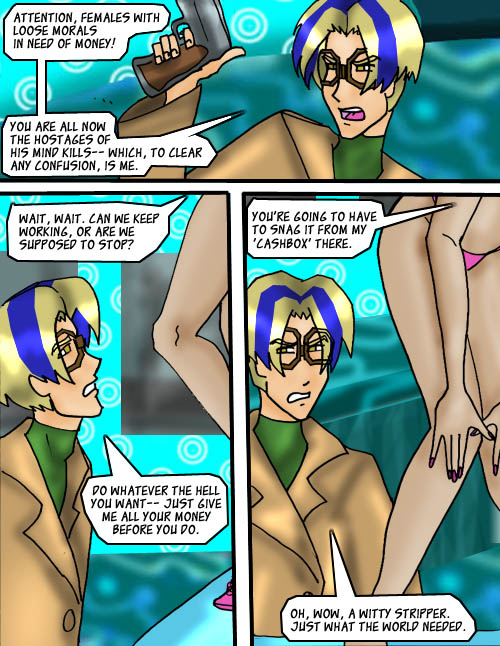 ATTENTION, FEMALES WITH
LOOSE MORALS
IN NEED OF MONEY!
YOU ARE ALL NOW
THE HOSTAGES OF
HIS MIND KILLS-- WHICH, TO CLEAR
ANY CONFUSION, IS ME.
WAIT, WAIT. CAN WE KEEP
WORKING, OR ARE WE
SUPPOSED TO STOP?
DO WHATEVER THE HELL
YOU WANT-- JUST GIVE
ME ALL YOUR MONEY
BEFORE YOU DO.
YOU'RE GOING TO HAVE
TO SNAG IT FROM MY
'CASHBOX' THERE.
OH, WOW, A WITTY STRIPPER.
JUST WHAT THE WORLD NEEDED.